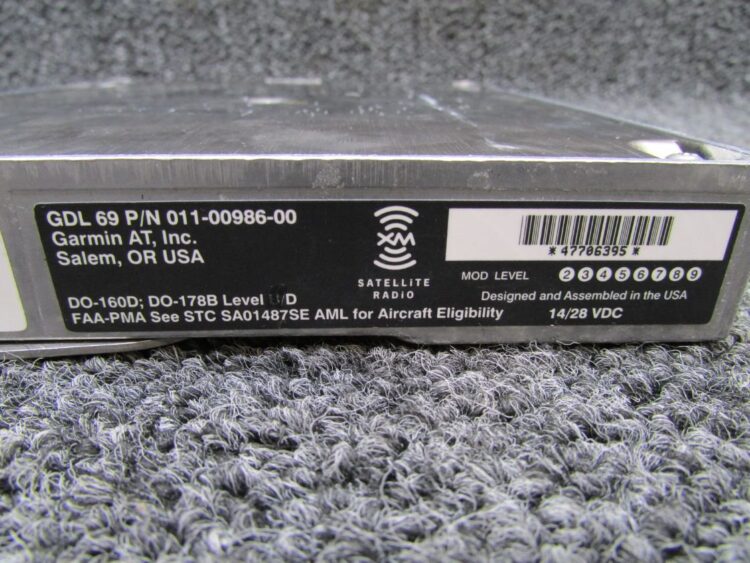 GDL 69 P/N 011-00986-00
Garmin AT, Inc.
Salem, OR USA
DO-160D; DO-178B Level /D
FAA-PMA See STC SA01487SE AML for Aircraft Eligibility
XM
SATELLITE
RADIO
*47706395*
MOD LEVEL 2 3 4 5 6 7 8 9
Designed and Assembled in the USA
14/28 VDC